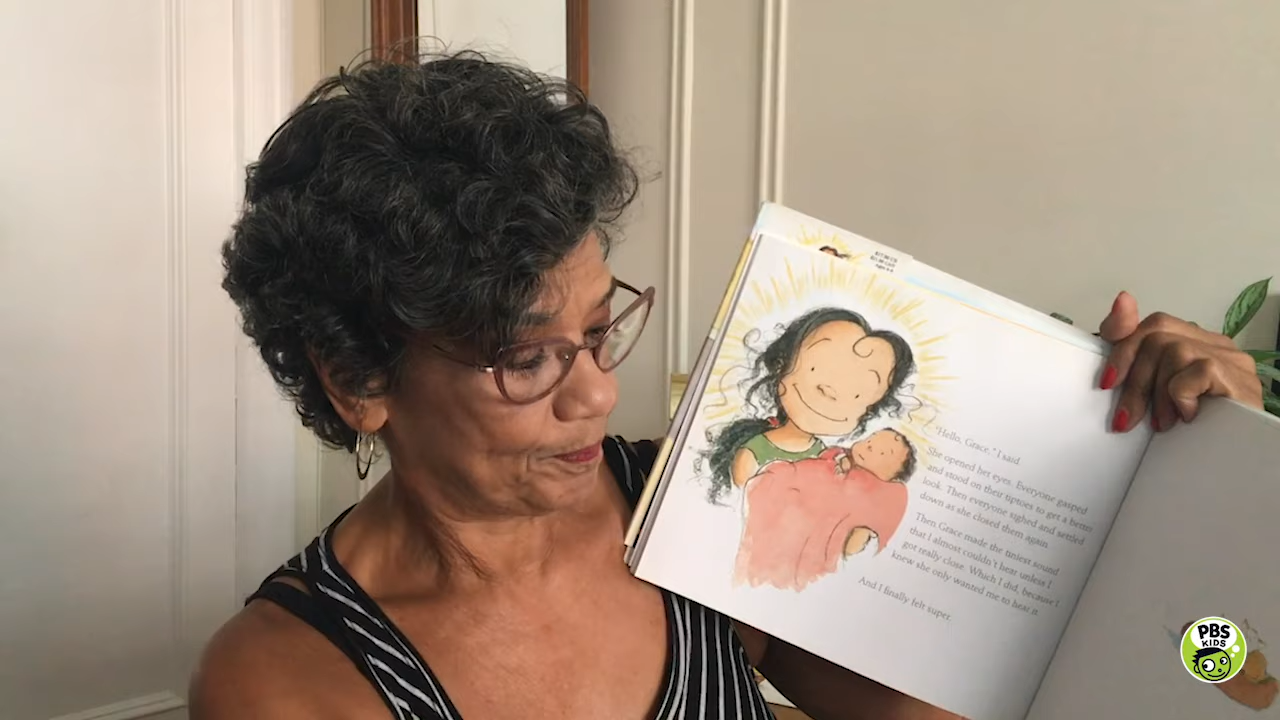 "Hello, Grace," I said.
She opened her eyes. Everyone gasped
and stood on their tiptoes to get a better
look. Then everyone sighed and settled
down as she closed them again.
Then Grace made the tiniest sound
that I almost couldn't hear unless I
got really close. Which I did, because I
knew she only wanted me to hear it.
And I finally felt super.
PBS
KIDS